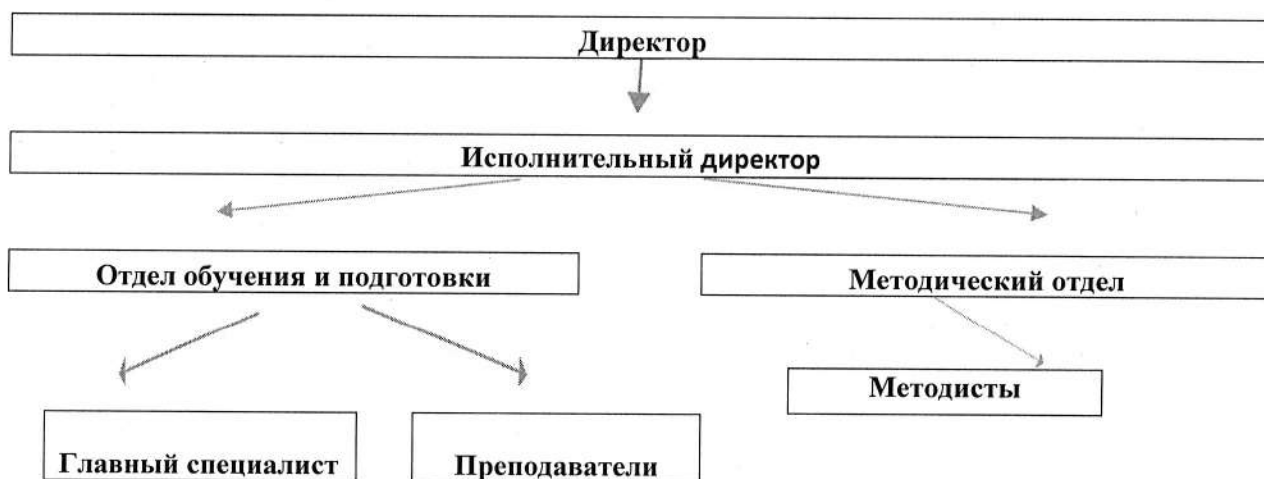 Директор
Исполнительный директор
Отдел обучения и подготовки
Методический отдел
Методисты
Главный специалист
Преподаватели